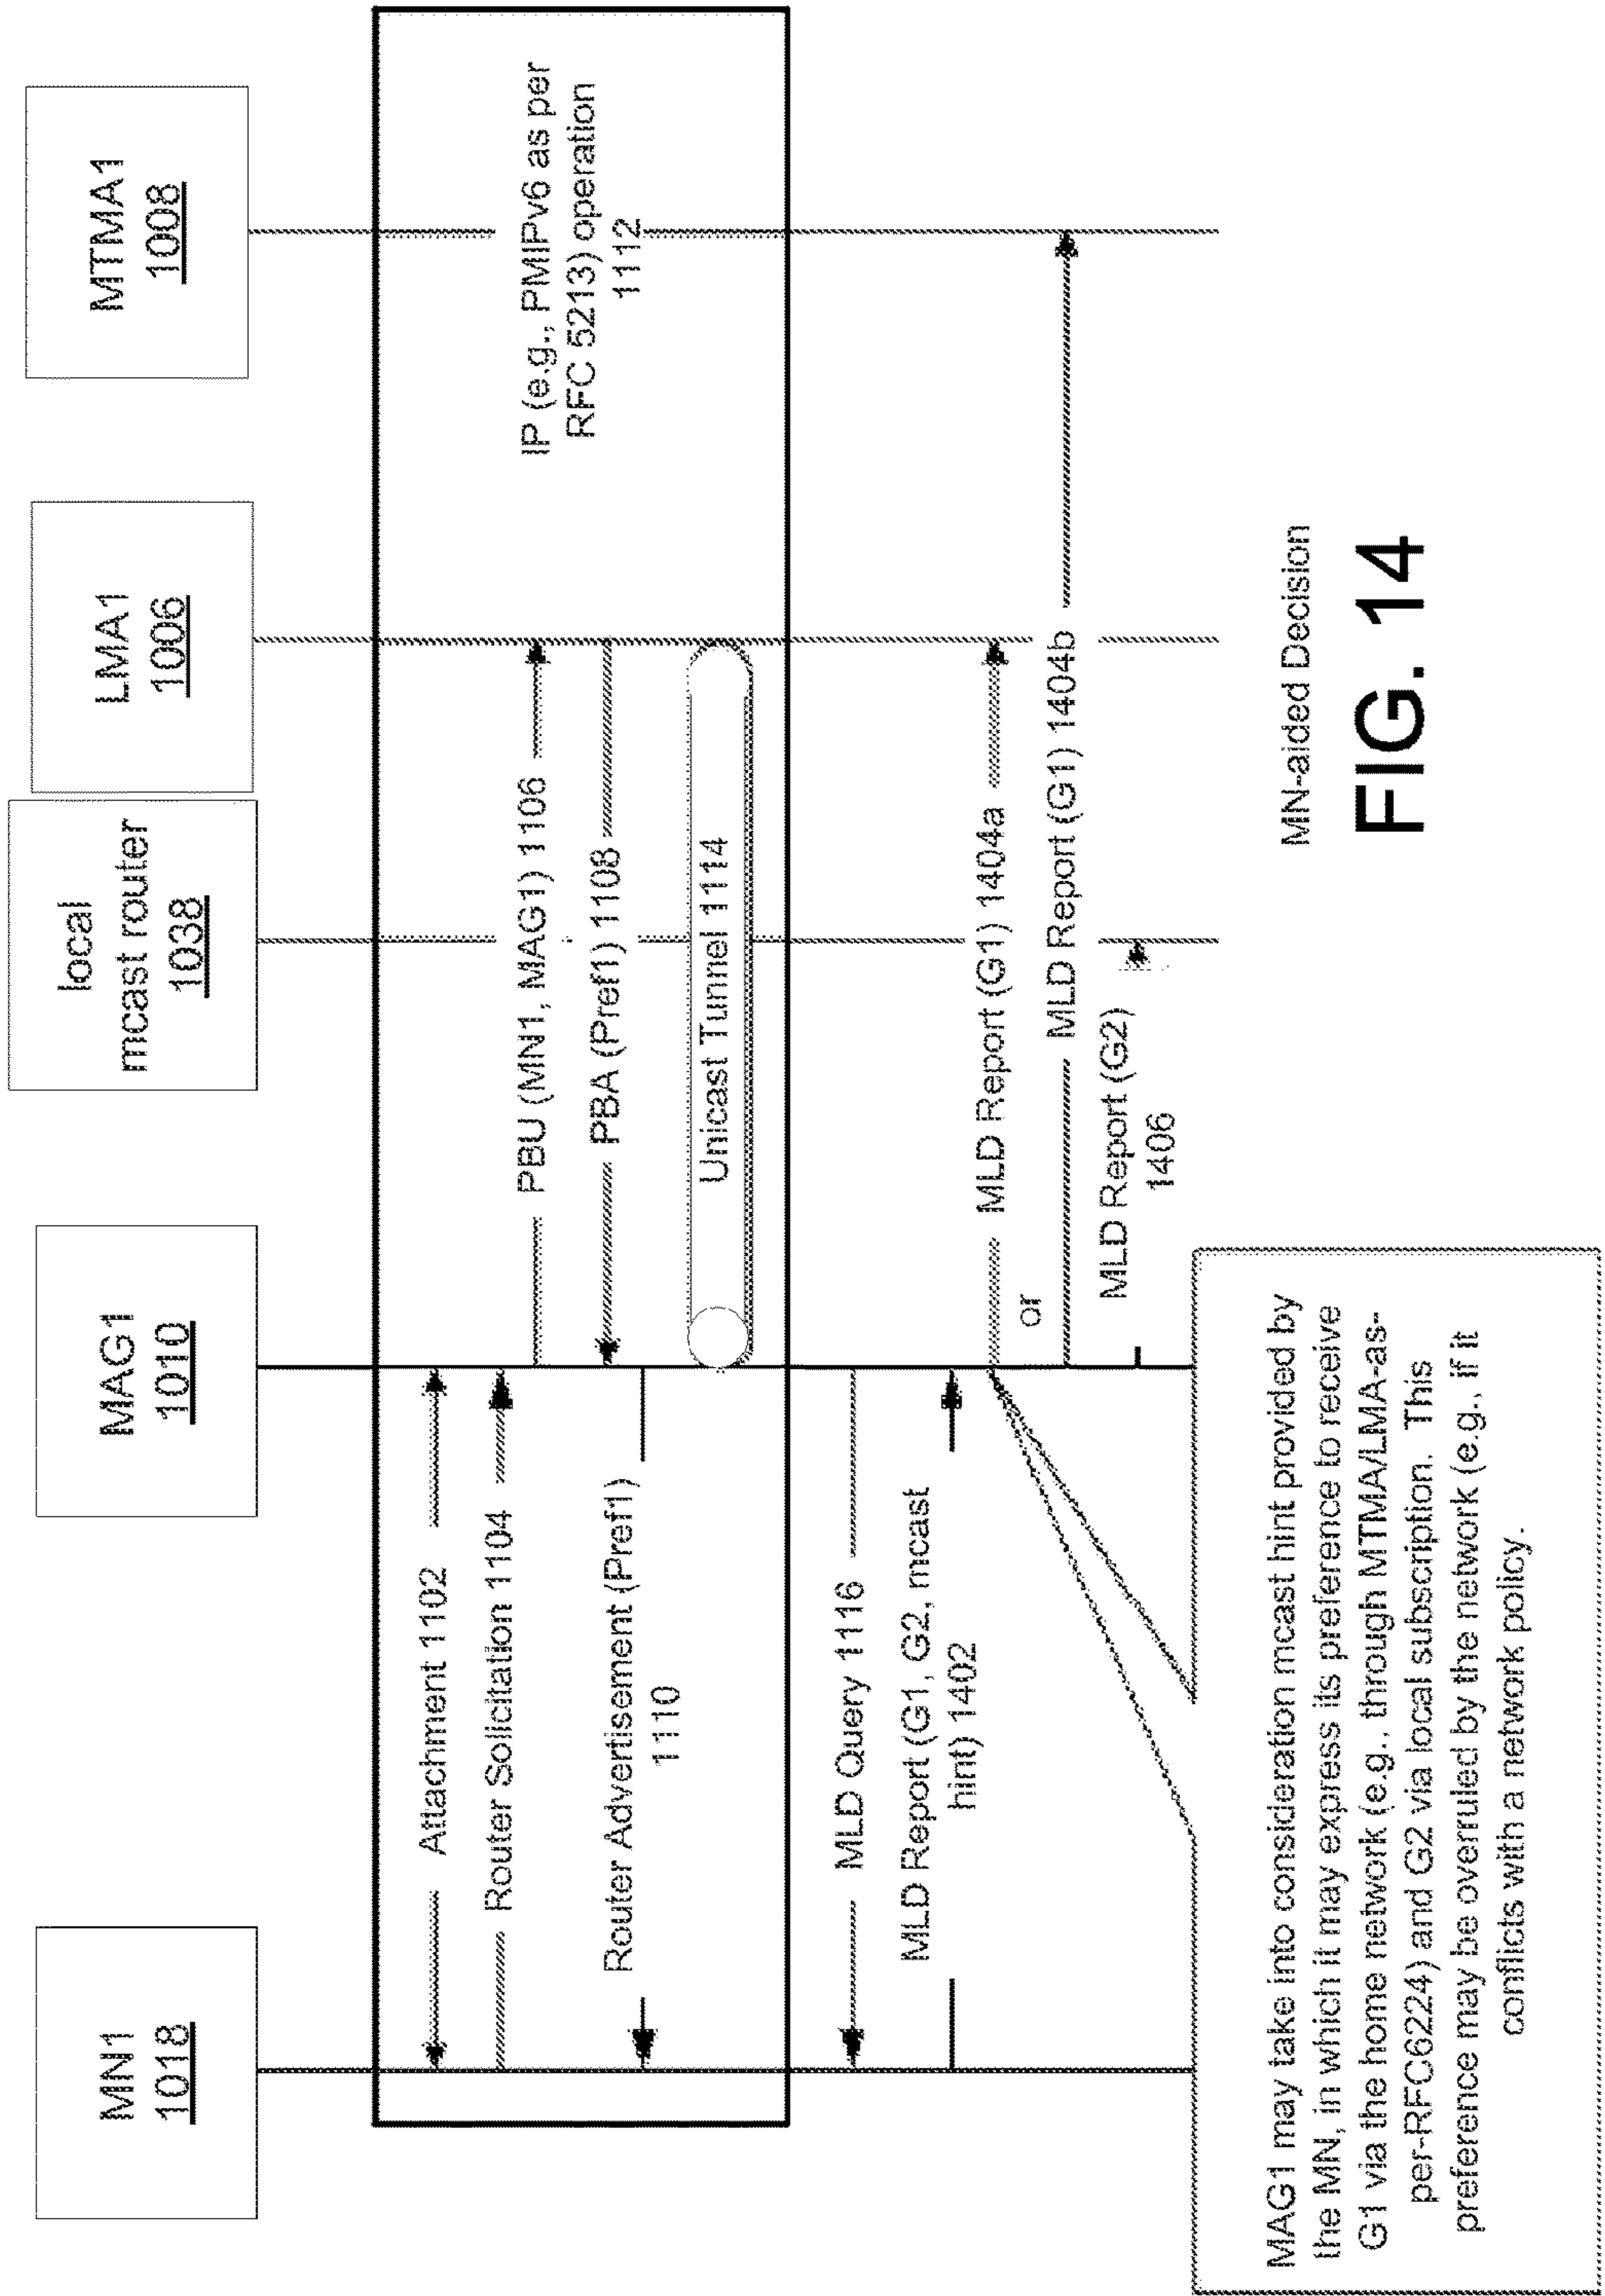 MN1
1018
MAG1
1010
local
mcast router
1038
LMA1
1006
MTMA1
1008
Attachment 1102
Router Solicitation 1104
PBU (MN1, MAG1) 1106
PBA (Pref1) 1108
Router Advertisement (Pref1)
1110
Unicast Tunnel 1114
IP (e.g., PMIPv6 as per
RFC 5213) operation
1112
MLD Query 1116
MLD Report (G1, G2, mcast
hint) 1402
MLD Report (G1) 1404a
or
MLD Report (G1) 1404b
MLD Report (G2)
1406
MAG1 may take into consideration mcast hint provided by
the MN, in which it may express its preference to receive
G1 via the home network (e.g., through MTMA/LMA-as-
per-RFC6224) and G2 via local subscription. This
preference may be overruled by the network (e.g., if it
conflicts with a network policy.
MN-aided Decision
FIG. 14